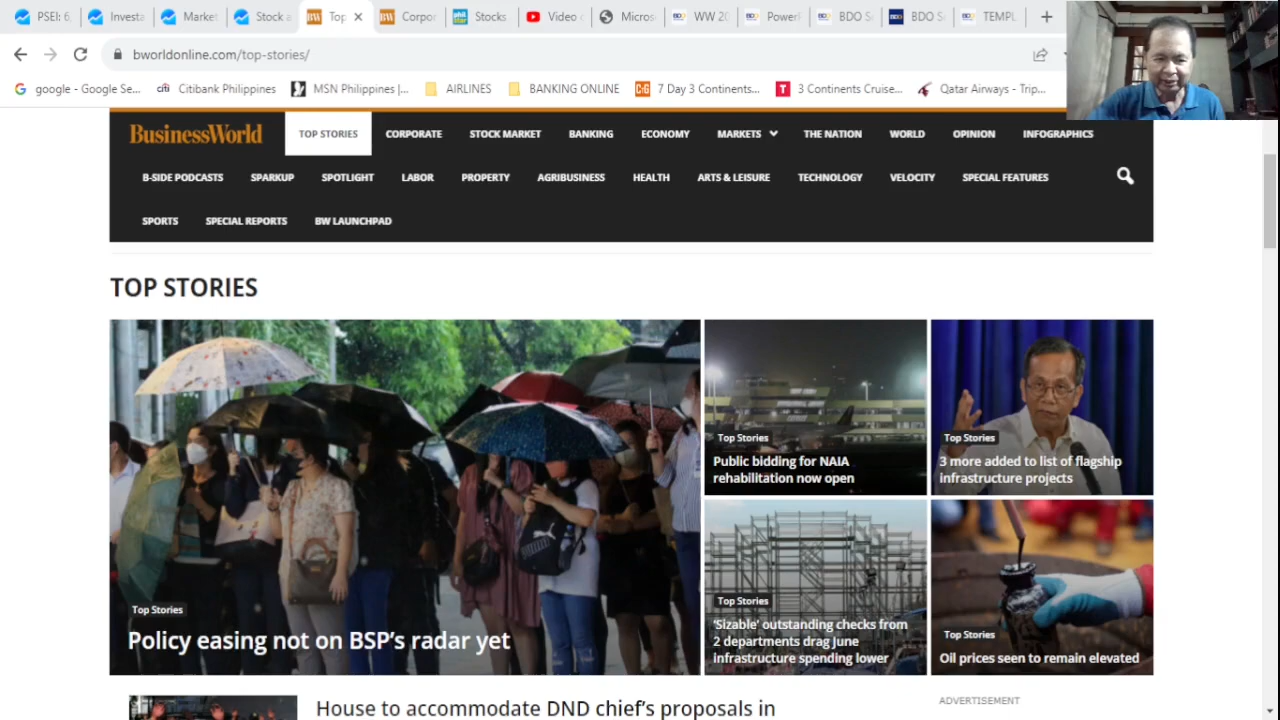 PSEI: 6,
Investa
Market
Stock a
Top
Corpor
Stocks
Video
Micros
WW 20
PowerP
BDO S
BDO S
TEMPL
bworldonline.com/top-stories/
google - Google Se...
Citibank Philippines
MSN Philippines |...
AIRLINES
BANKING ONLINE
7 Day 3 Continents...
3 Continents Cruise...
Qatar Airways - Trip...
BusinessWorld
TOP STORIES
CORPORATE
STOCK MARKET
BANKING
ECONOMY
MARKETS
THE NATION
WORLD
OPINION
INFOGRAPHICS
B-SIDE PODCASTS
SPARKUP
SPOTLIGHT
LABOR
PROPERTY
AGRIBUSINESS
HEALTH
ARTS & LEISURE
TECHNOLOGY
VELOCITY
SPECIAL FEATURES
SPORTS
SPECIAL REPORTS
BW LAUNCHPAD
TOP STORIES
Top Stories
Policy easing not on BSP's radar yet
Top Stories
Public bidding for NAIA
rehabilitation now open
Top Stories
3 more added to list of flagship
infrastructure projects
Top Stories
'Sizable' outstanding checks from
2 departments drag June
infrastructure spending lower
Top Stories
Oil prices seen to remain elevated
House to accommodate DND chief's proposals in
ADVERTISEMENT